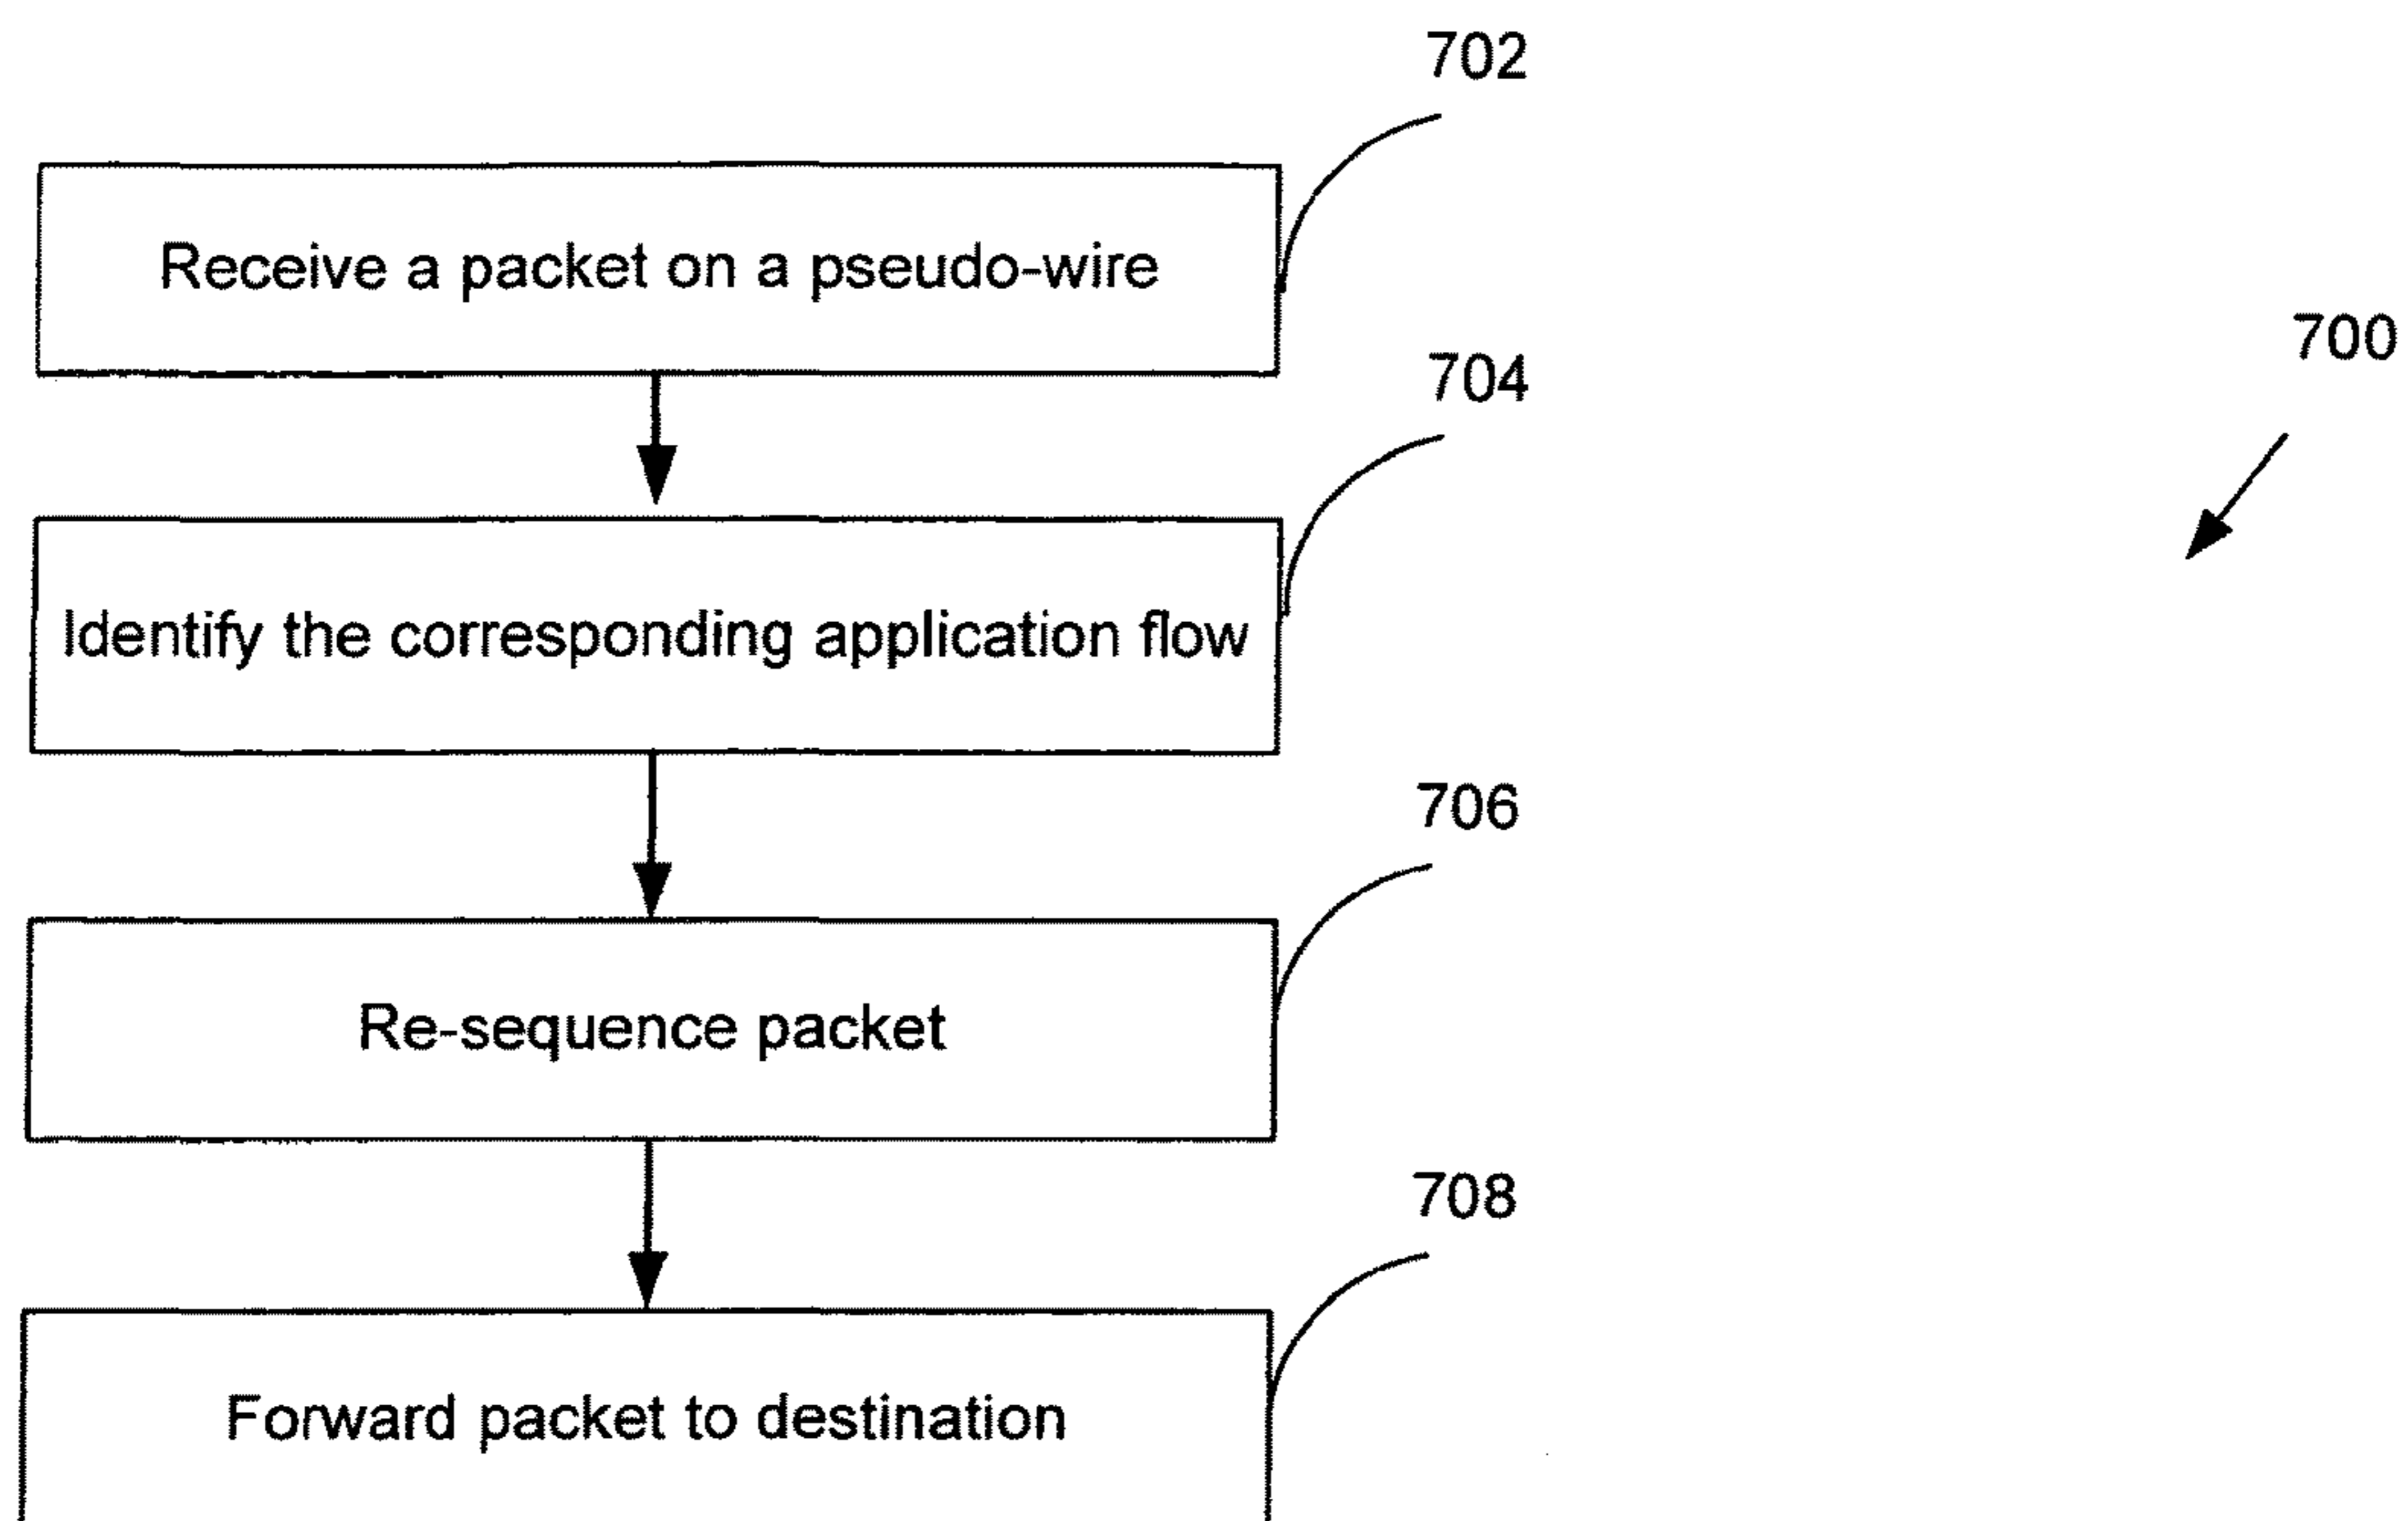 702
Receive a packet on a pseudo-wire
700
704
Identify the corresponding application flow
706
Re-sequence packet
708
Forward packet to destination